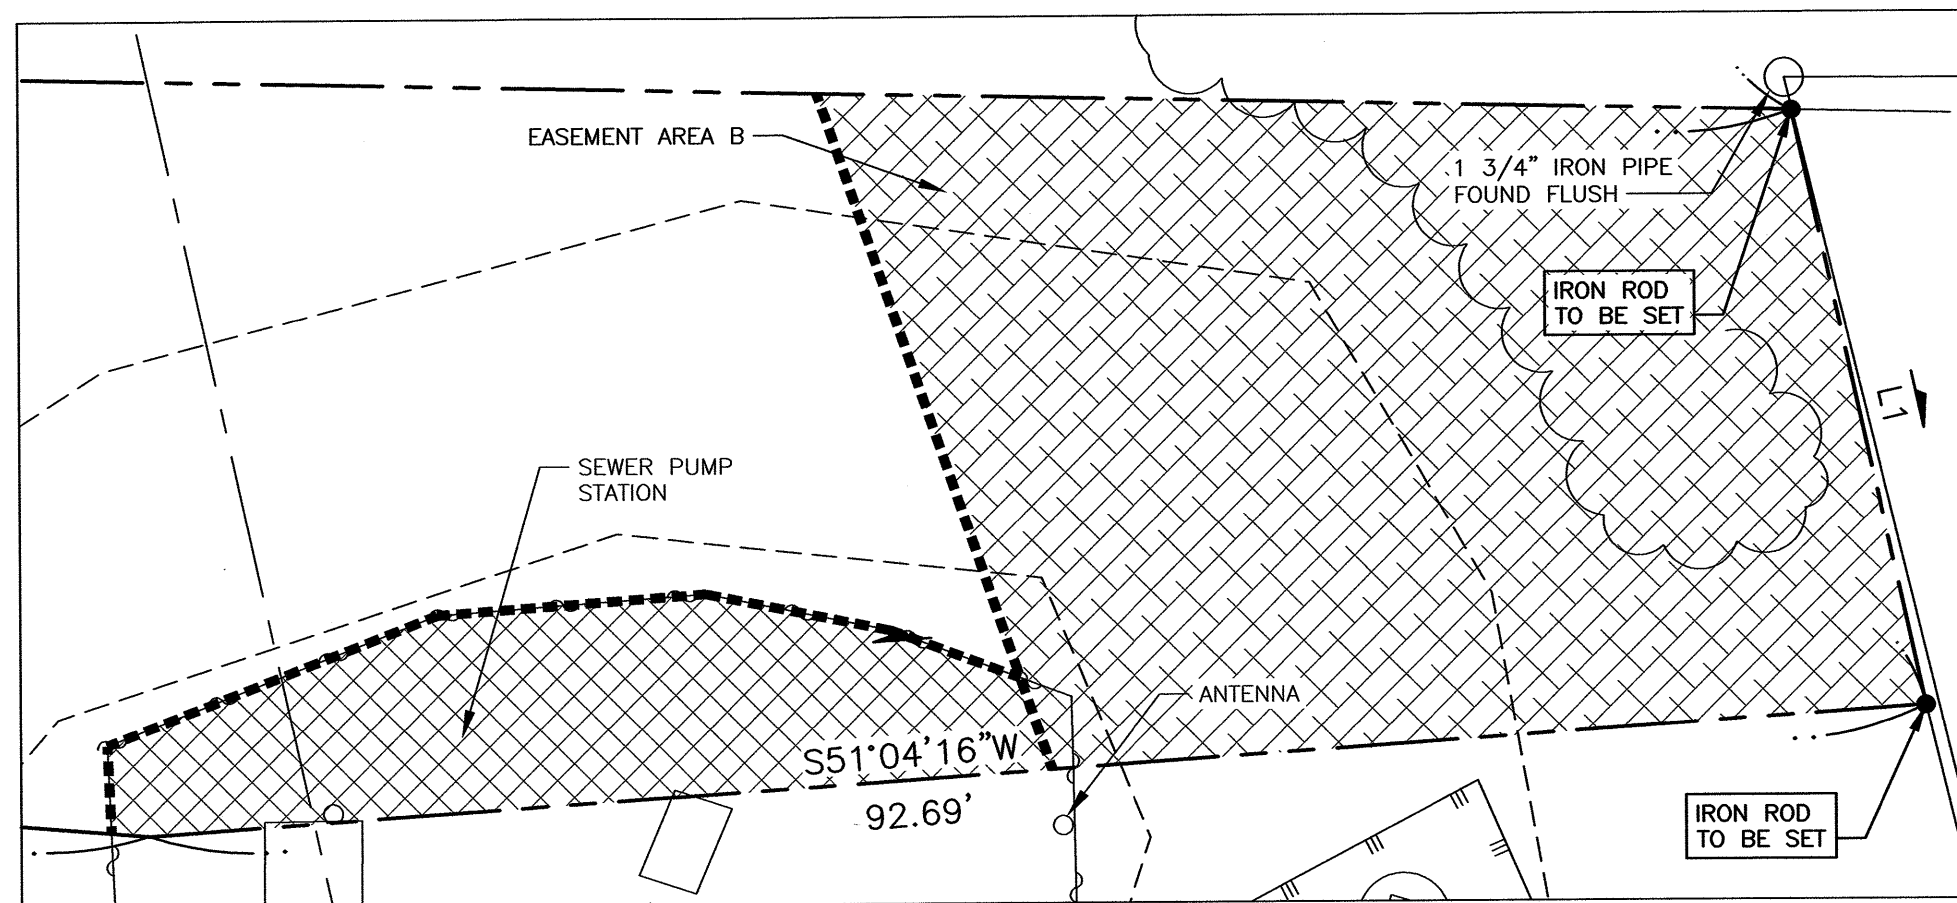 EASEMENT AREA B
1 3/4" IRON PIPE
FOUND FLUSH
IRON ROD
TO BE SET
L1
SEWER PUMP
STATION
ANTENNA
S51°04'16"W
92.69'
IRON ROD
TO BE SET